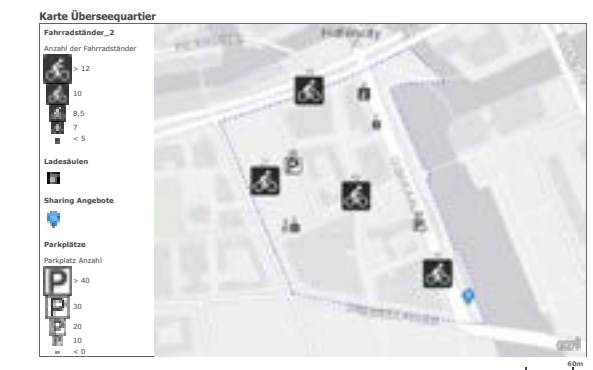 Karte Überseequartier
Fahrradständer_2
Anzahl der Fahrradständer
> 12
10
8,5
7
< 5
Ladesäulen
Sharing Angebote
Parkplätze
Parkplatz Anzahl
P > 40
P 30
P 20
10
< 0
Hafencity
60m